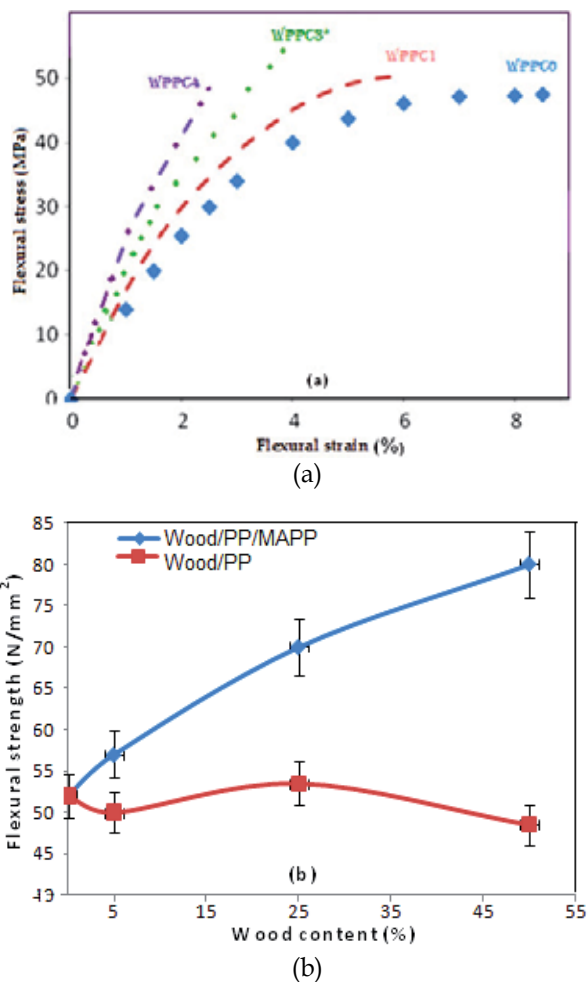 WPPC4
WPPC1
WPPC0
50
40
30
20
10
0
Flexural stress (MPa)
(a)
0 2 4 6 8
Flexural strain (%)
(a)
85
80
75
70
65
60
55
50
45
Flexural strength (N/mm²)
Wood/PP/MAPP
Wood/PP
(b)
5 15 25 35 45 55
Wood content (%)
(b)